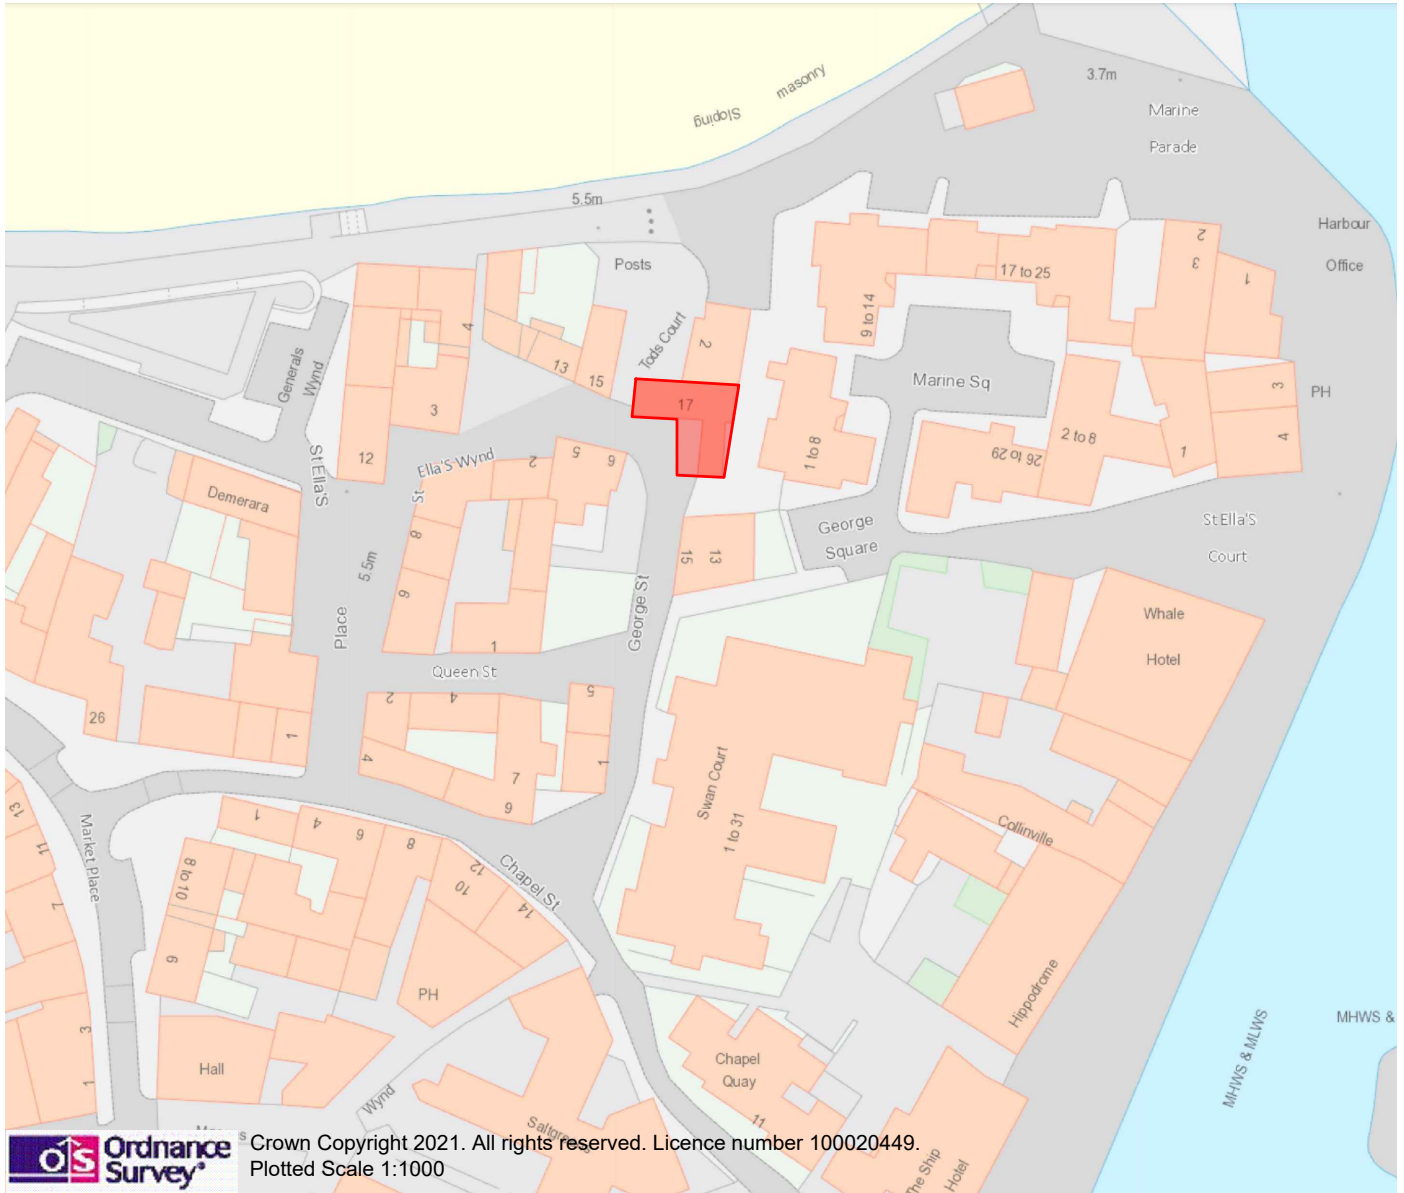 3.7m
masonry
Sloping
Marine
Parade
5.5m
Harbour
Office
Posts
2
3
1
17 to 25
9 to 14
Tods Court
2
4
Generals
Wynd
13
15
Marine Sq
3
PH
17
3
12
St Ella'S
St Ella'S Wynd
2
5
6
1 to 8
26 to 29
2 to 8
1
4
Demerara
8
6
5.5m
15
13
George
Square
St Ella'S
Court
Place
George St
1
Whale
Hotel
Queen St
26
1
2
4
5
4
7
6
1
Swan Court
1 to 31
13
11
7
Market Place
1
4
6
8
8 to 10
12
10
14
Chapel St
Collinville
6
PH
Hippodrome
3
1
Hall
Chapel
Quay
11
MHWS & MLWS
MHWS &
Wynd
The Ship
Hotel
Ordnance
Survey
Crown Copyright 2021. All rights reserved. Licence number 100020449.
Plotted Scale 1:1000